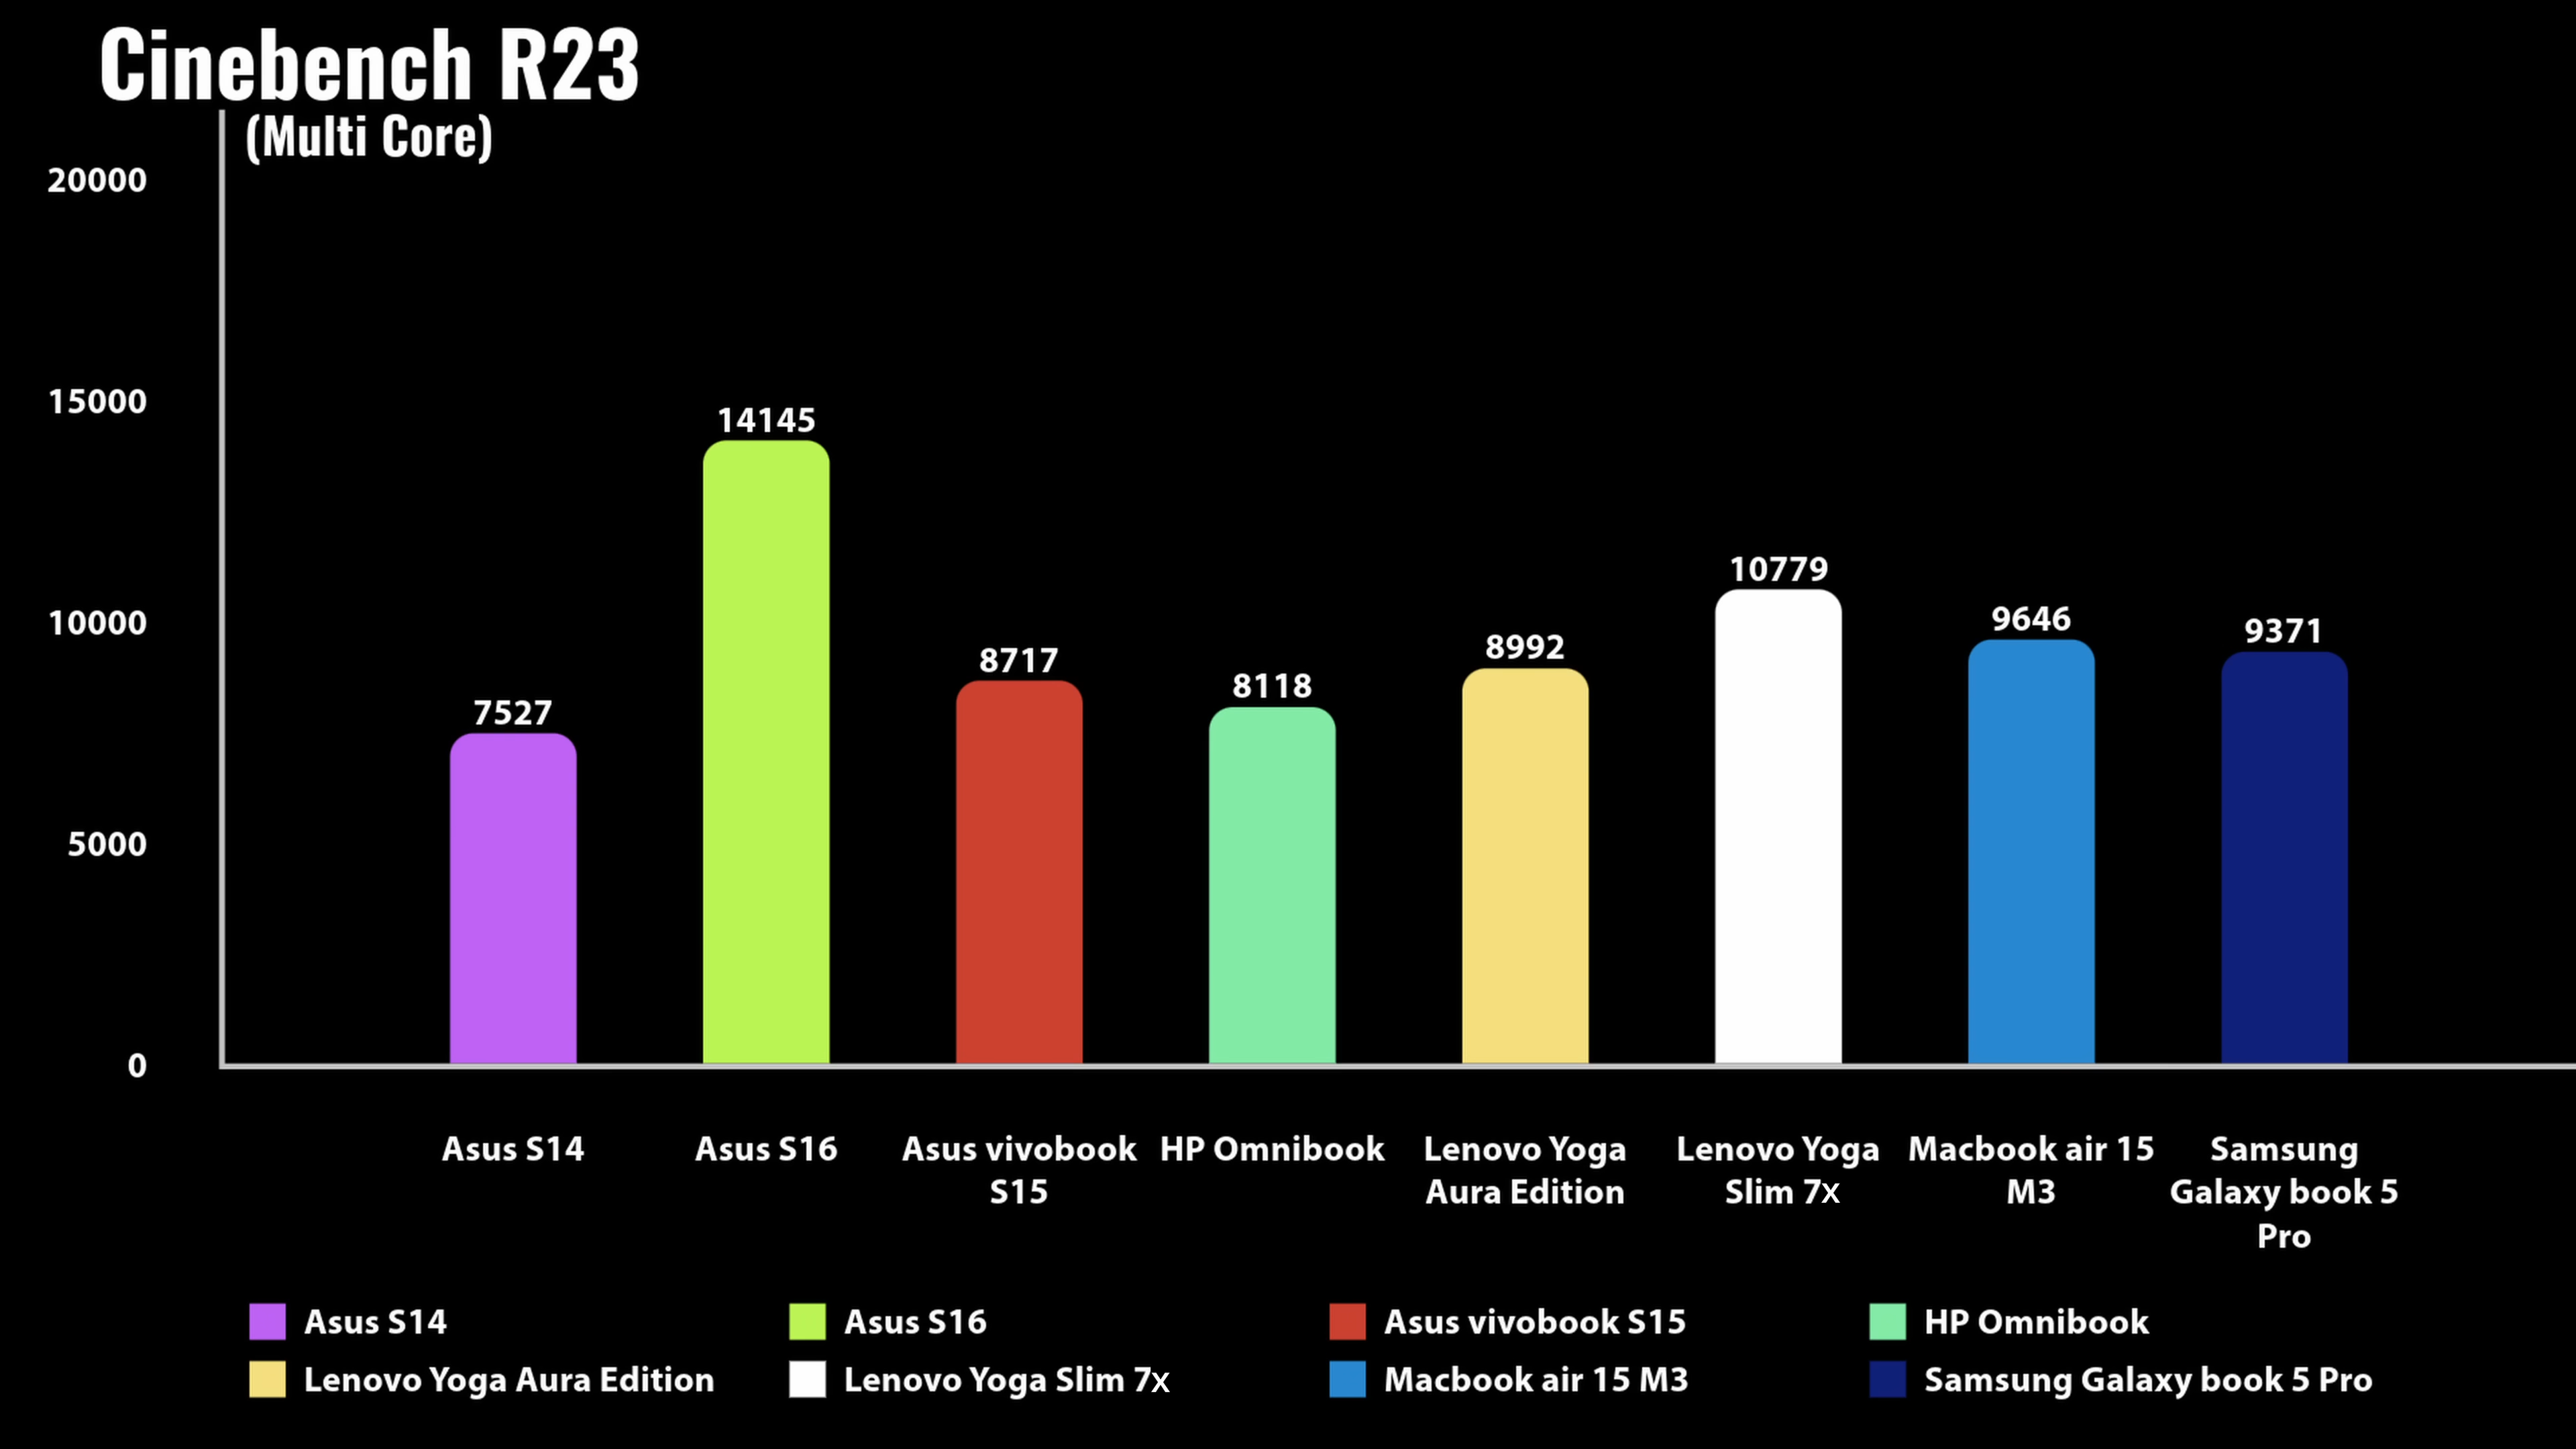 Cinebench R23
(Multi Core)
20000
15000
10000
5000
0
7527
14145
8717
8118
8992
10779
9646
9371
Asus S14
Asus S16
Asus vivobook
S15
HP Omnibook
Lenovo Yoga
Aura Edition
Lenovo Yoga
Slim 7x
Macbook air 15
M3
Samsung
Galaxy book 5
Pro
Asus S14
Asus S16
Asus vivobook S15
HP Omnibook
Lenovo Yoga Aura Edition
Lenovo Yoga Slim 7x
Macbook air 15 M3
Samsung Galaxy book 5 Pro